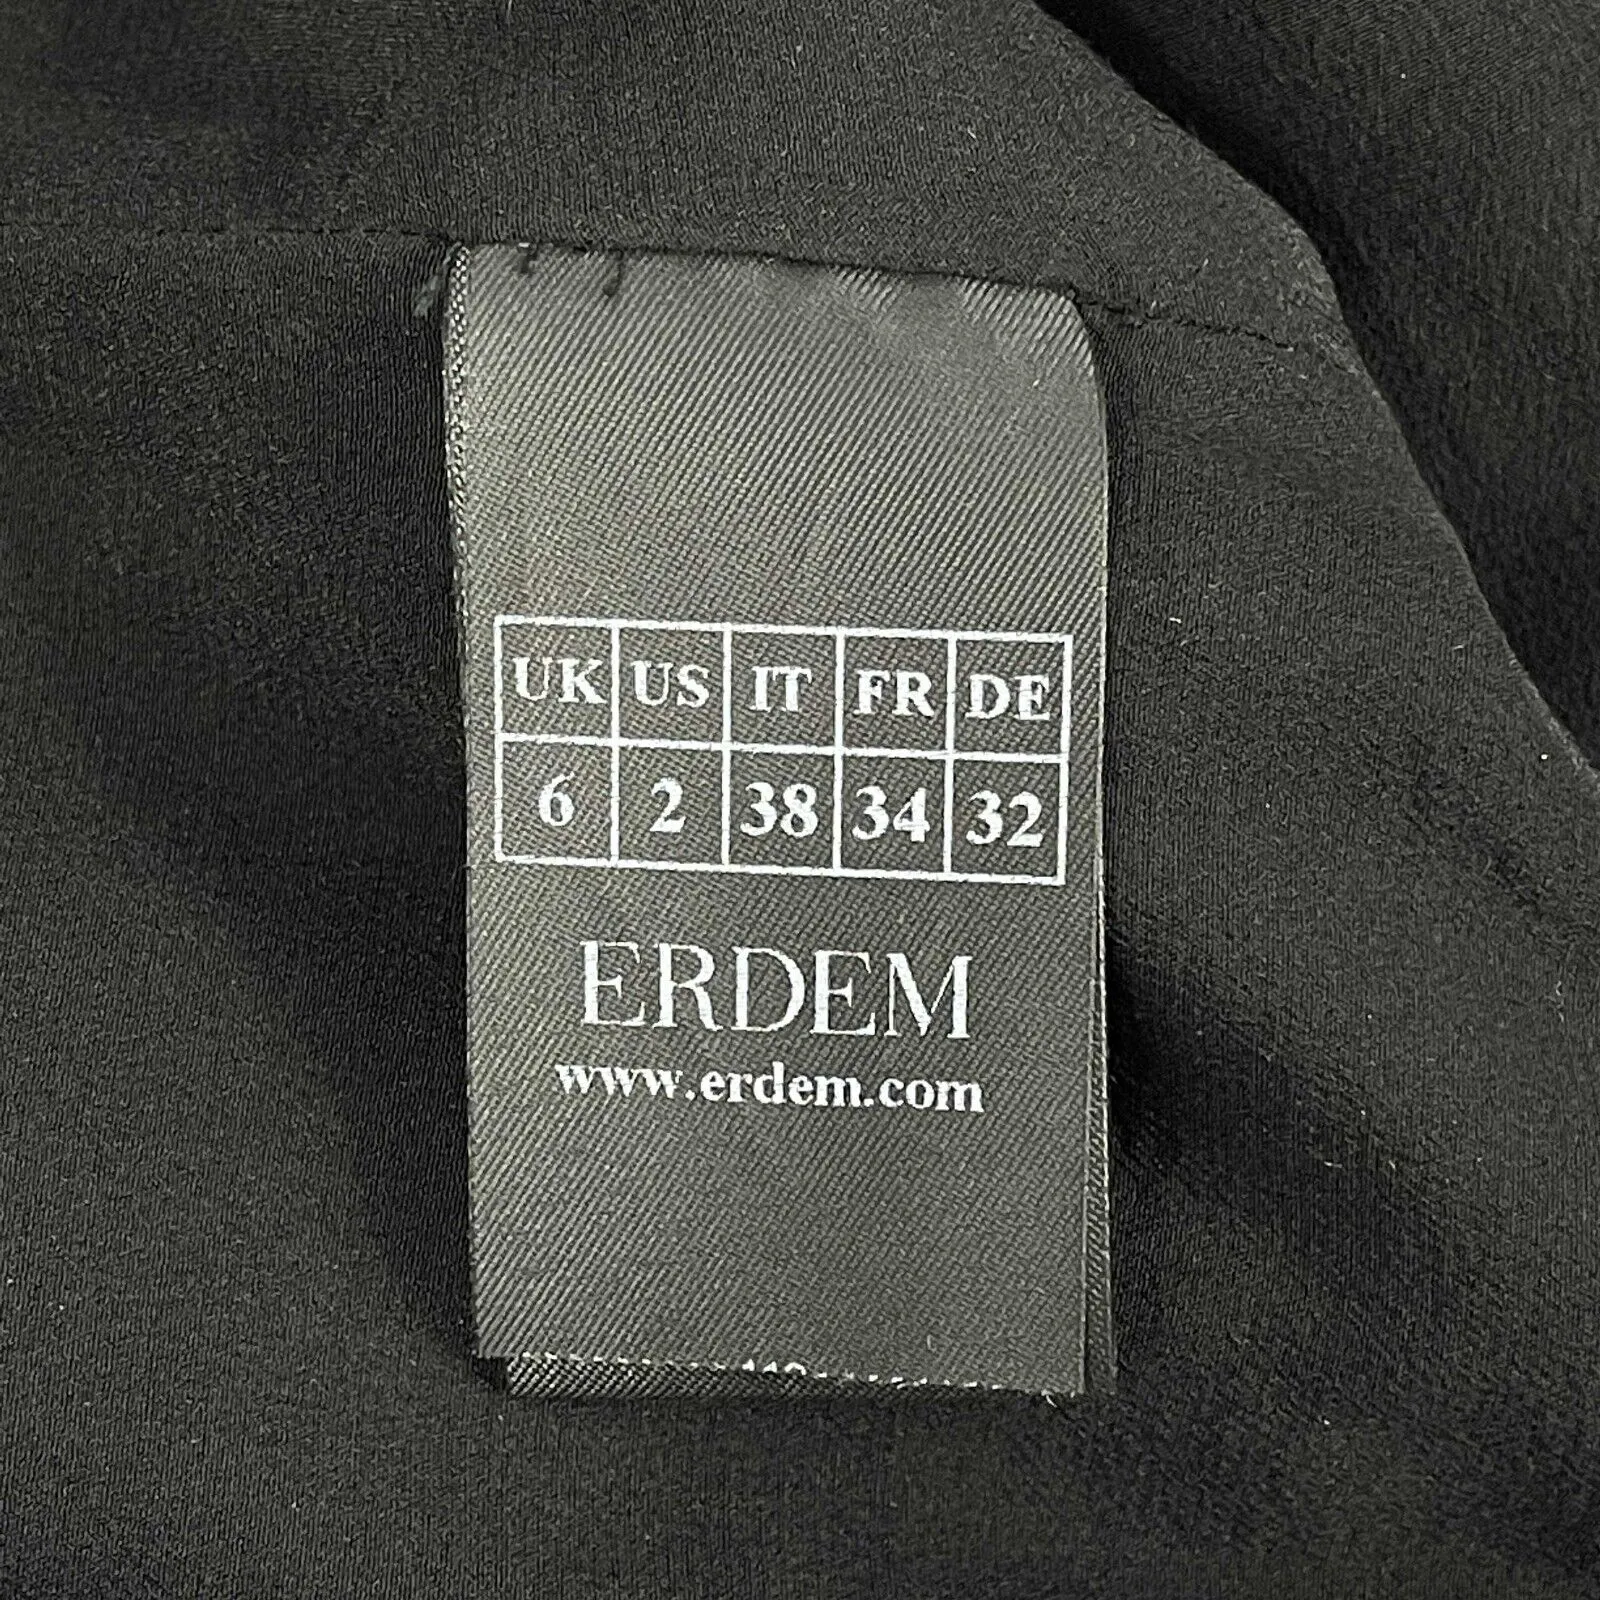 UK US IT FR DE
6 2 38 34 32
ERDEM
www.erdem.com